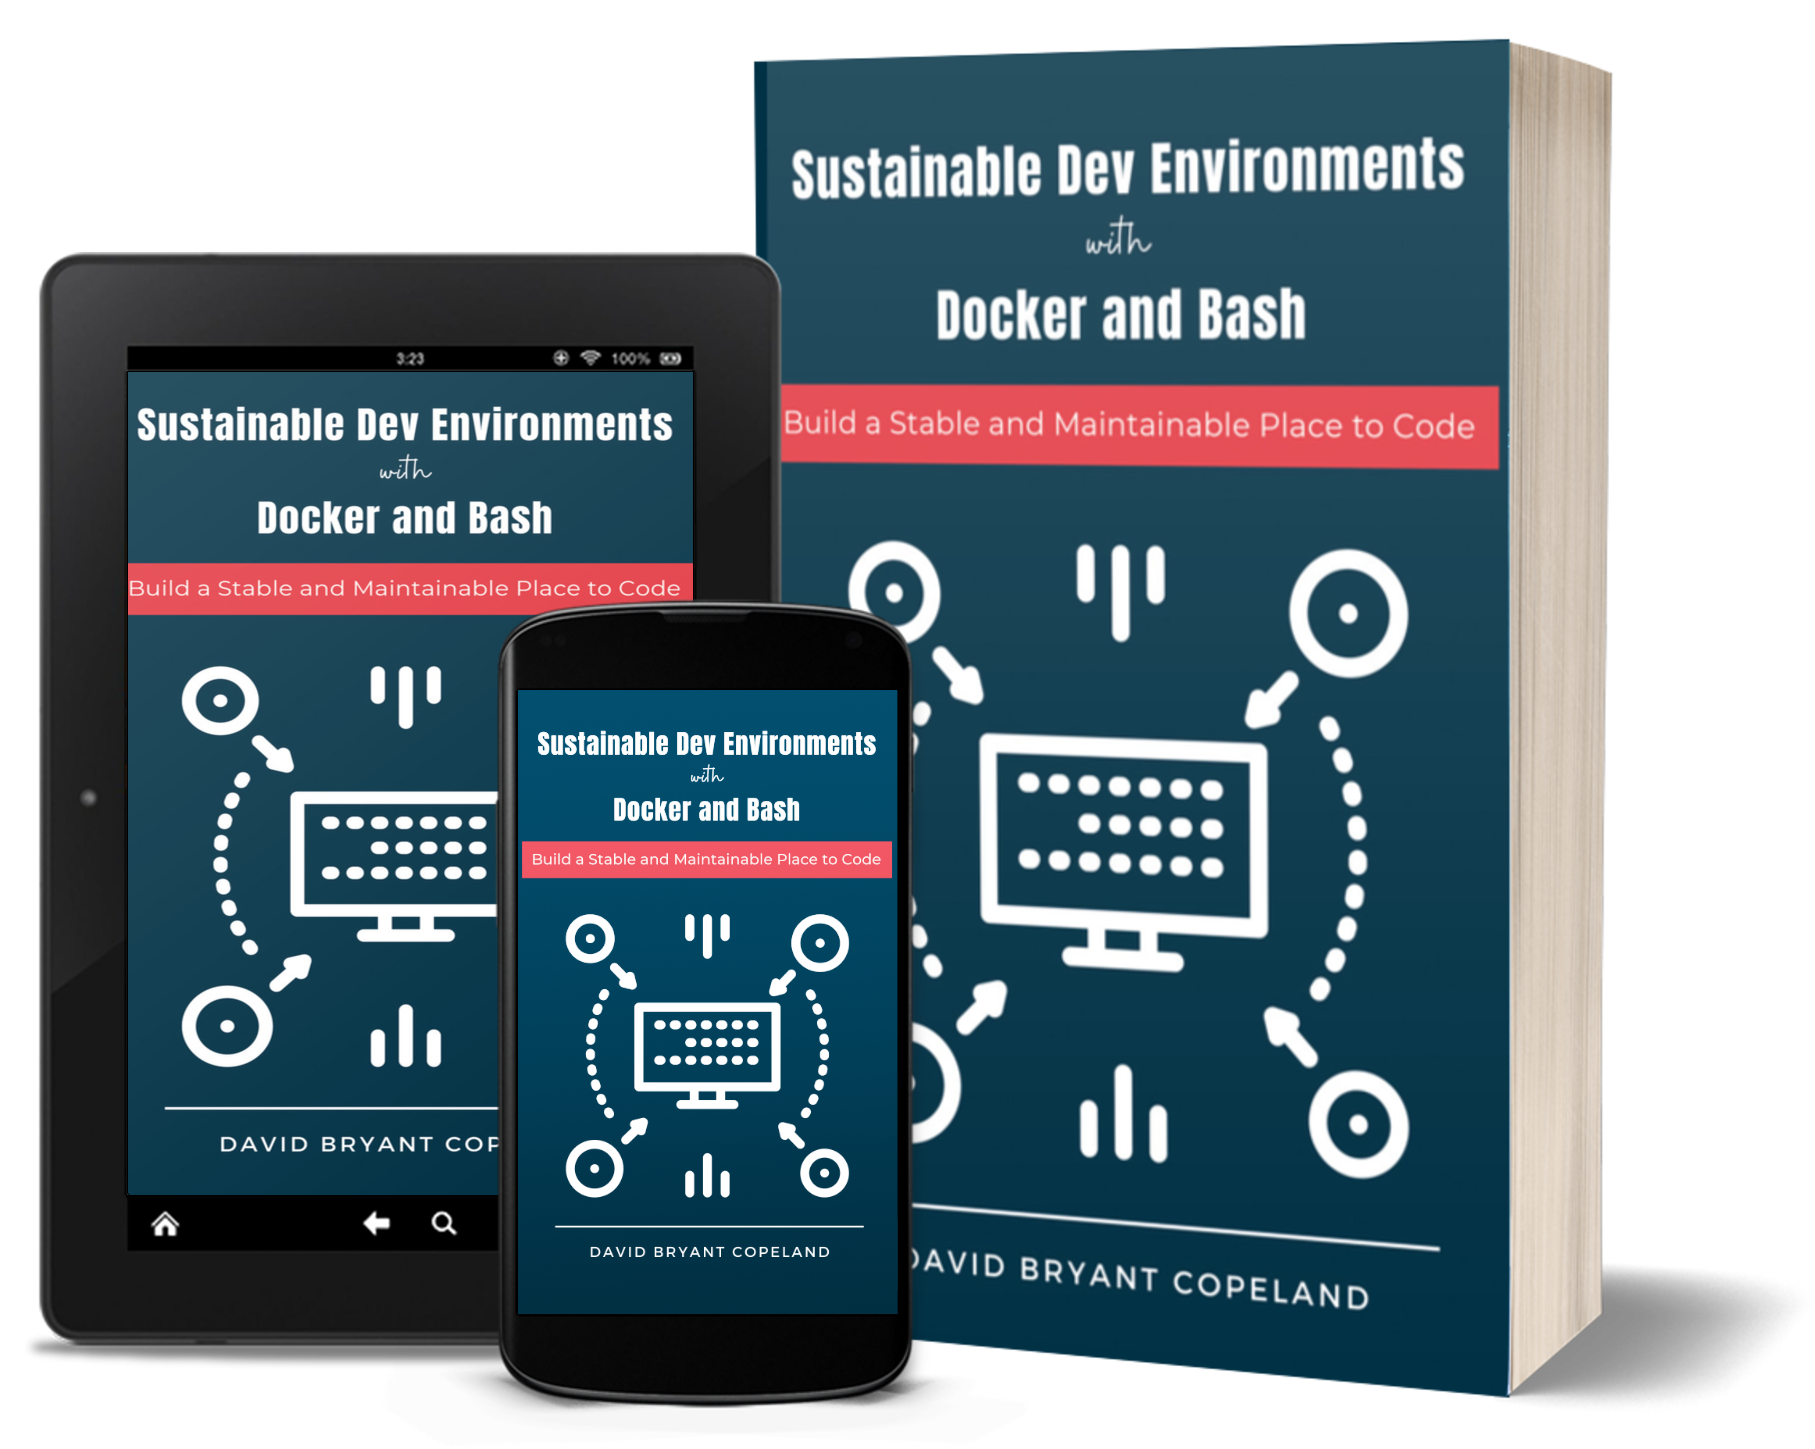 Sustainable Dev Environments
with
Docker and Bash
Build a Stable and Maintainable Place to Code
DAVID BRYANT COPELAND
3:23
100%
Sustainable Dev Environments
with
Docker and Bash
Build a Stable and Maintainable Place to Code
DAVID BRYANT COP
Sustainable Dev Environments
with
Docker and Bash
Build a Stable and Maintainable Place to Code
DAVID BRYANT COPELAND